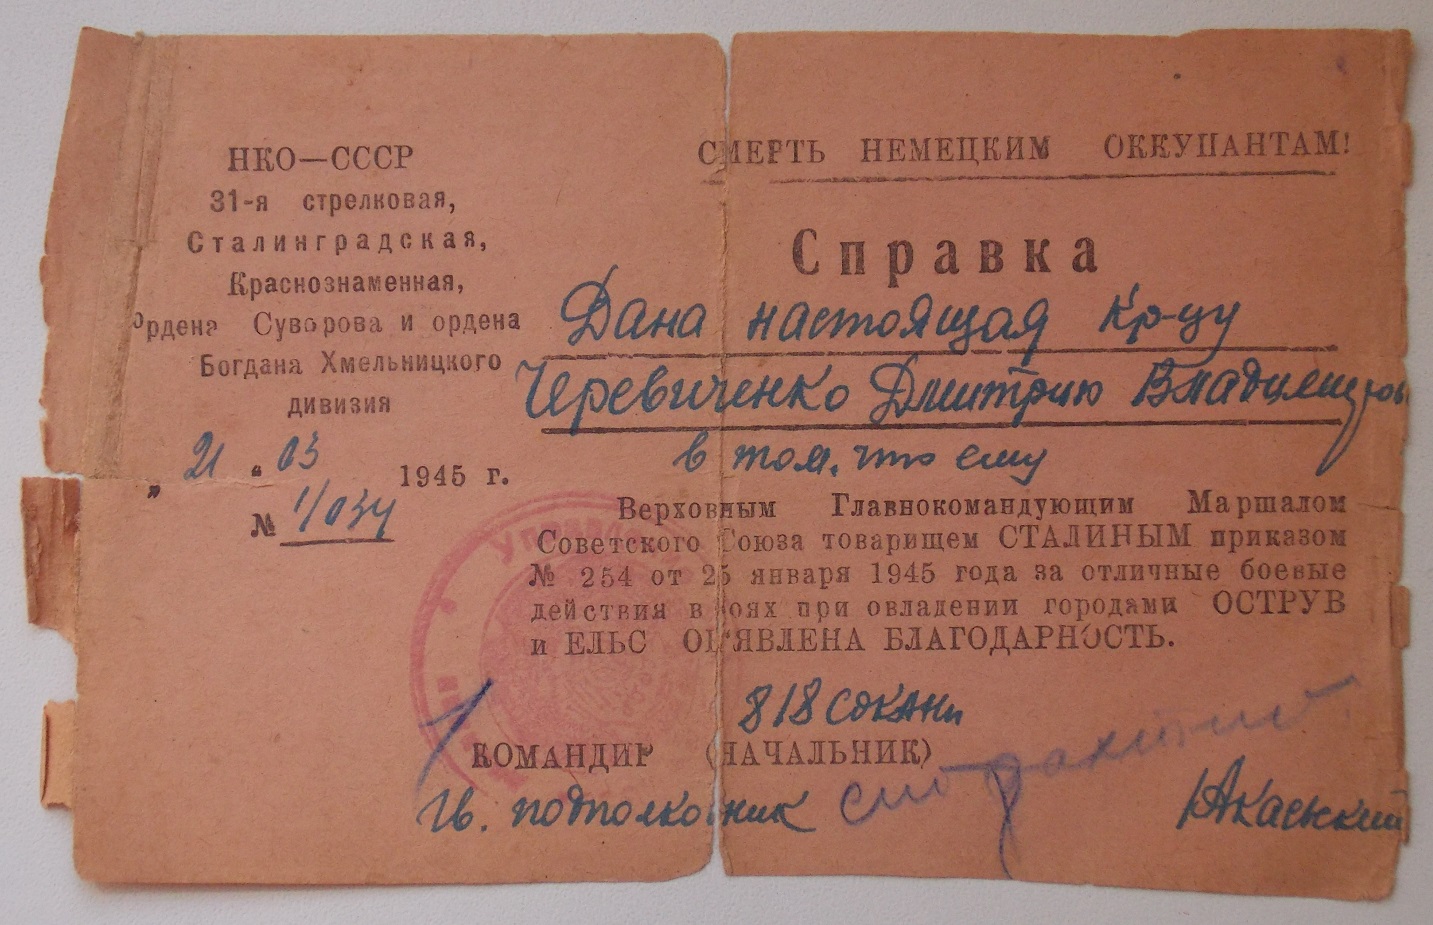 НКО—СССР
31-я стрелковая,
Сталинградская,
Краснознаменная,
ордена Суворова и ордена
Богдана Хмельницкого
дивизия
„ 21 “ 03 1945 г.
№ 1/034
СМЕРТЬ НЕМЕЦКИМ ОККУПАНТАМ!
Справка
Дана настоящая кр-цу
Черевиченко Дмитрию
в том, что ему
Верховным Главнокомандующим Маршалом
Советского Союза товарищем СТАЛИНЫМ приказом
№ 254 от 25 января 1945 года за отличные боевые
действия в боях при овладении городами ОСТРУВ
и ЕЛЬС ОБ'ЯВЛЕНА БЛАГОДАРНОСТЬ.
818
КОМАНДИР (НАЧАЛЬНИК)
Гв. подполковник